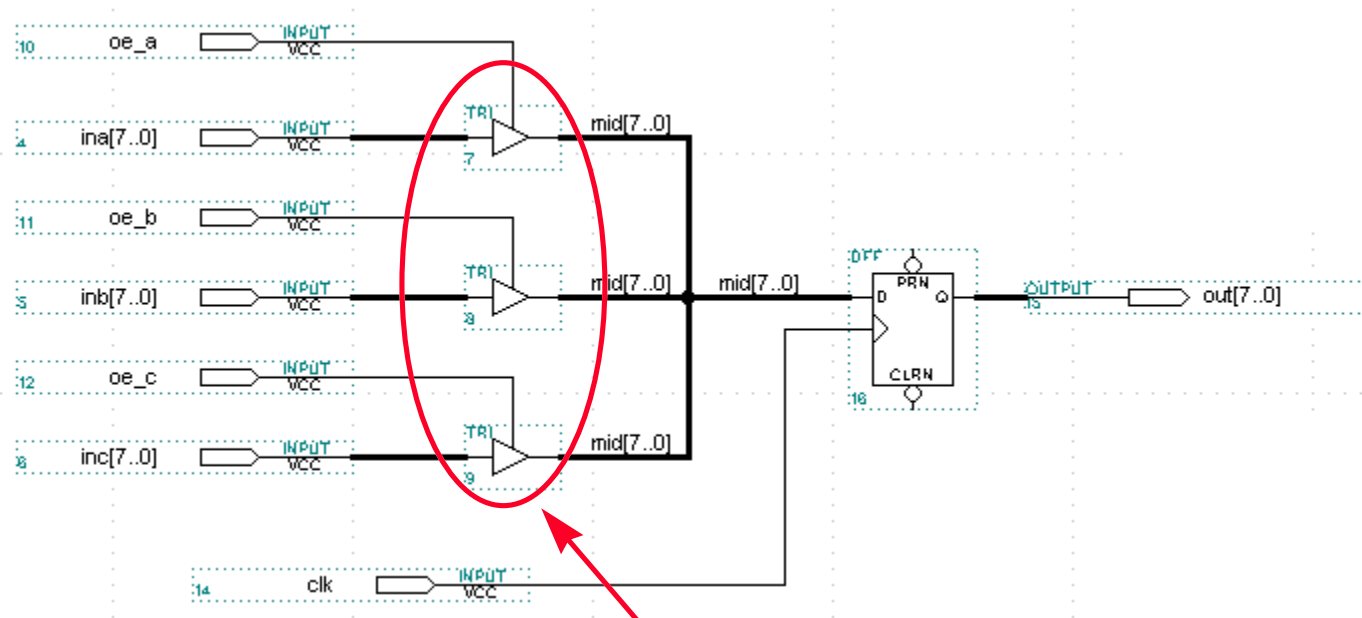 10 oe_a INPUT
VCC
TRI
4 ina[7..0] INPUT
VCC
7
mid[7..0]
11 oe_b INPUT
VCC
TRI
5 inb[7..0] INPUT
VCC
8
mid[7..0] mid[7..0]
DFF
PRN
D Q
CLRN
16
OUTPUT
15
out[7..0]
12 oe_c INPUT
VCC
TRI
6 inc[7..0] INPUT
VCC
9
mid[7..0]
14 clk INPUT
VCC